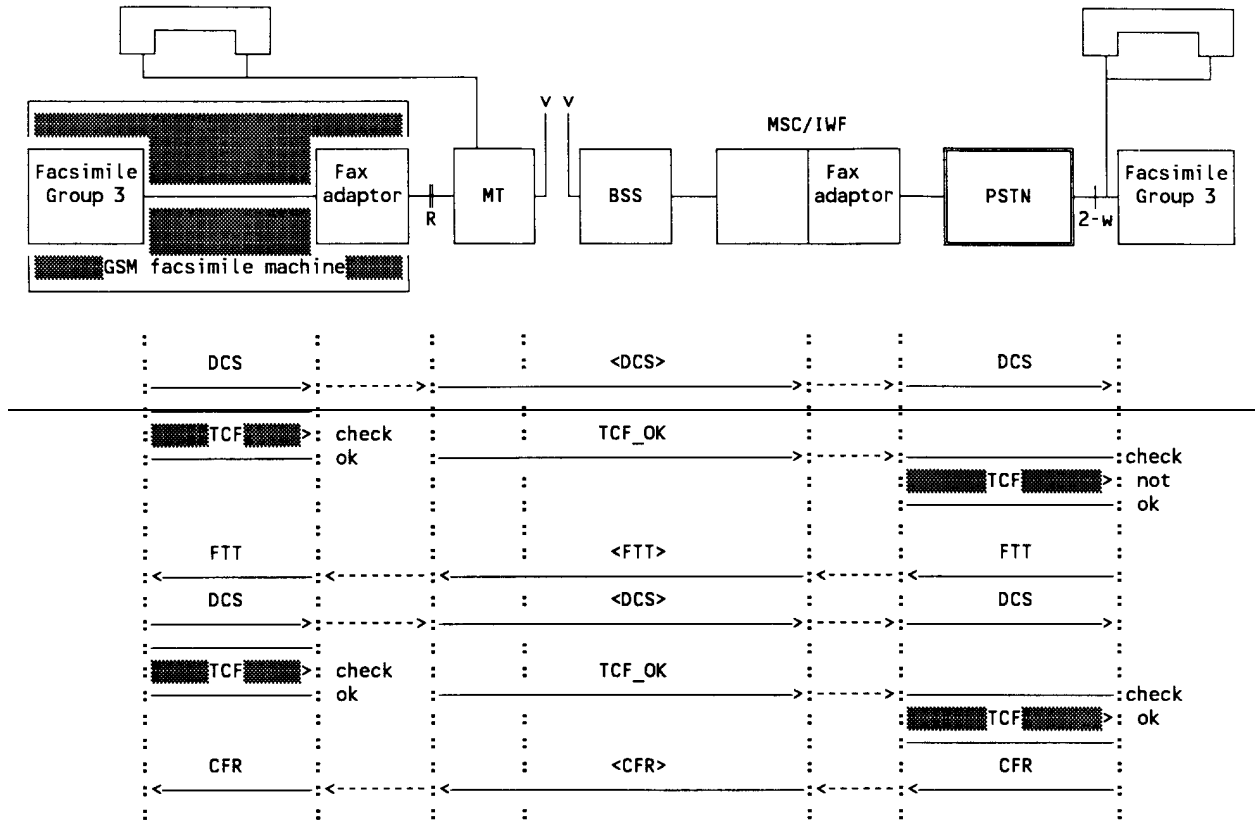 v v
MSC/IWF
Facsimile Group 3
Fax adaptor
R
MT
BSS
Fax adaptor
PSTN
2-w
Facsimile Group 3
GSM facsimile machine
DCS <DCS> DCS
TCF check TCF_OK
ok check
TCF not
ok
FTT <FTT> FTT
DCS <DCS> DCS
TCF check TCF_OK
ok check
TCF ok
CFR <CFR> CFR